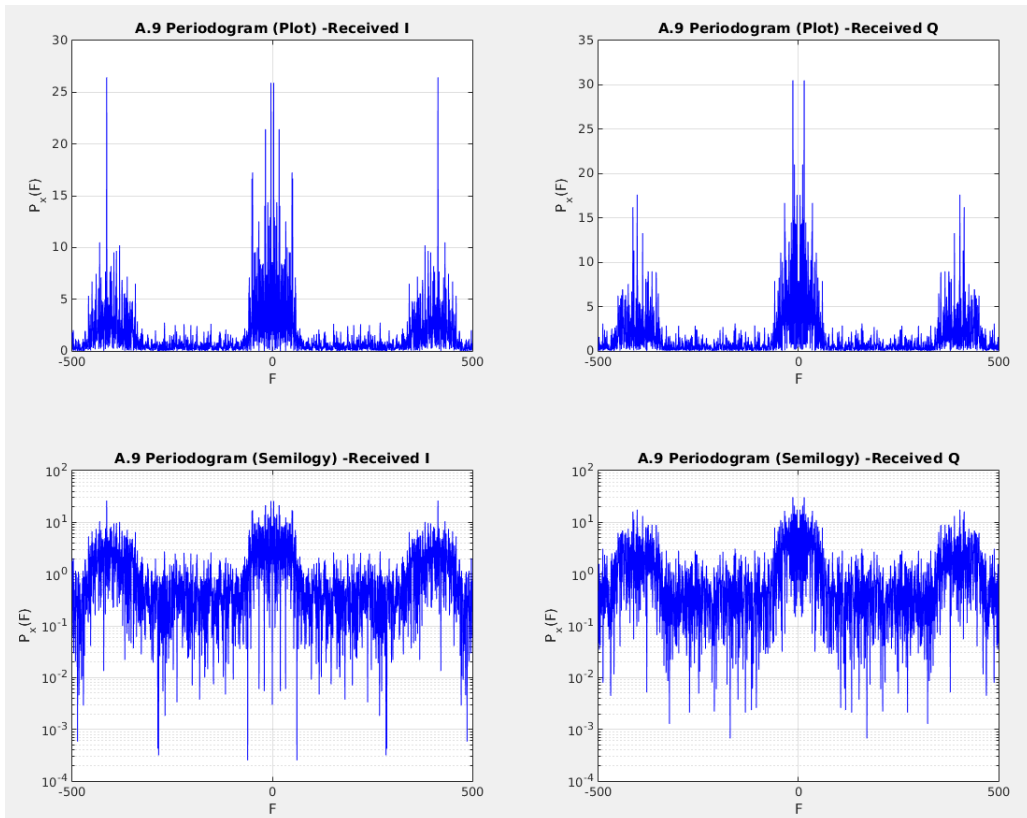 A.9 Periodogram (Plot) -Received I
30
25
20
15
10
5
0
P_x(F)
-500 0 500
F
A.9 Periodogram (Plot) -Received Q
35
30
25
20
15
10
5
0
P_x(F)
-500 0 500
F
A.9 Periodogram (Semilogy) -Received I
10^2
10^1
10^0
10^-1
10^-2
10^-3
10^-4
P_x(F)
-500 0 500
F
A.9 Periodogram (Semilogy) -Received Q
10^2
10^1
10^0
10^-1
10^-2
10^-3
10^-4
P_x(F)
-500 0 500
F